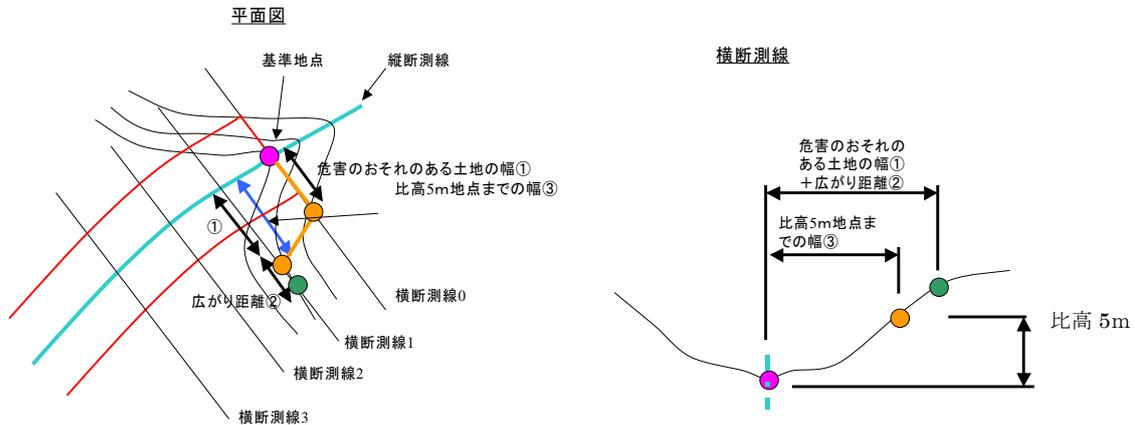 平面図
基準地点
縦断測線
危害のおそれのある土地の幅①
比高5m地点までの幅③
①
広がり距離②
横断測線0
横断測線1
横断測線2
横断測線3
横断測線
危害のおそれの
ある土地の幅①
＋広がり距離②
比高5m地点ま
での幅③
比高 5m